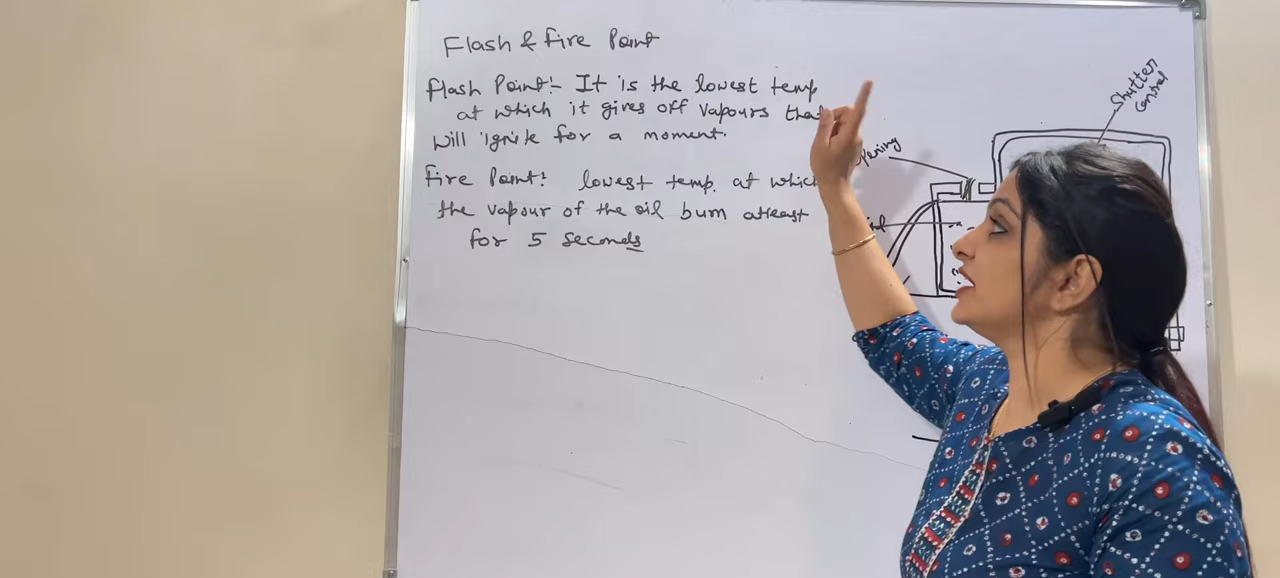 Flash & Fire Point
Flash Point:- It is the lowest temp
at which it gives off vapours that
will ignite for a moment.
Fire Point: lowest temp. at which
the vapour of the oil burn atleast
for 5 seconds
Shutter
control